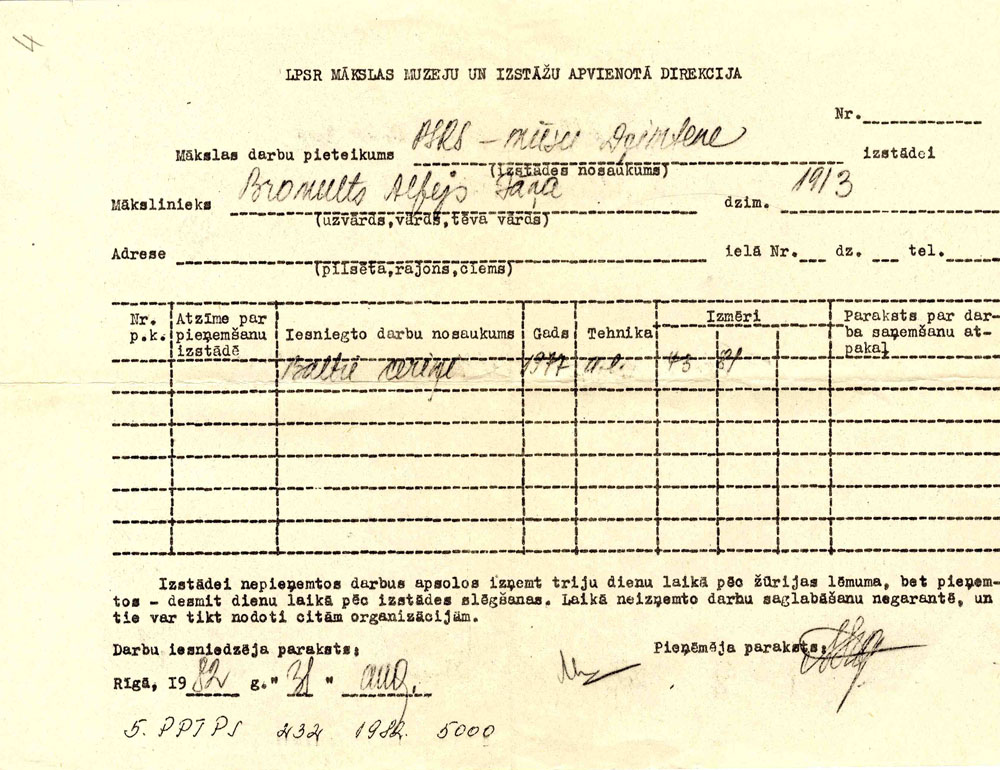 4
LPSR MĀKSLAS MUZEJU UN IZSTĀŽU APVIENOTĀ DIREKCIJA
Nr.
Mākslas darbu pieteikums PSRS – mūsu Dzimtene izstādei
(izstādes nosaukums)
Mākslinieks Bromults Alfejs Jāņa dzim. 1913
(uzvārds,vārds,tēva vārds)
Adrese ielā Nr. dz. tel.
(pilsēta,rajons,ciems)
Nr. p.k. Atzīme par pieņemšanu izstādē Iesniegto darbu nosaukums Gads Tehnika Izmēri Paraksts par darba saņemšanu atpakaļ
Baltie ceriņi 1977 a.e. 73 81
Izstādei nepieņemtos darbus apsolos izņemt triju dienu laikā pēc žūrijas lēmuma, bet pieņem-
tos - desmit dienu laikā pēc izstādes slēgšanas. Laikā neizņemto darbu saglabāšanu negarantē, un
tie var tikt nodoti citām organizācijām.
Darbu iesniedzēja paraksts: Pieņēmēja paraksts:
Rīgā, 1982 g." 31 " aug.
5. PPTPS 232 1982. 5000